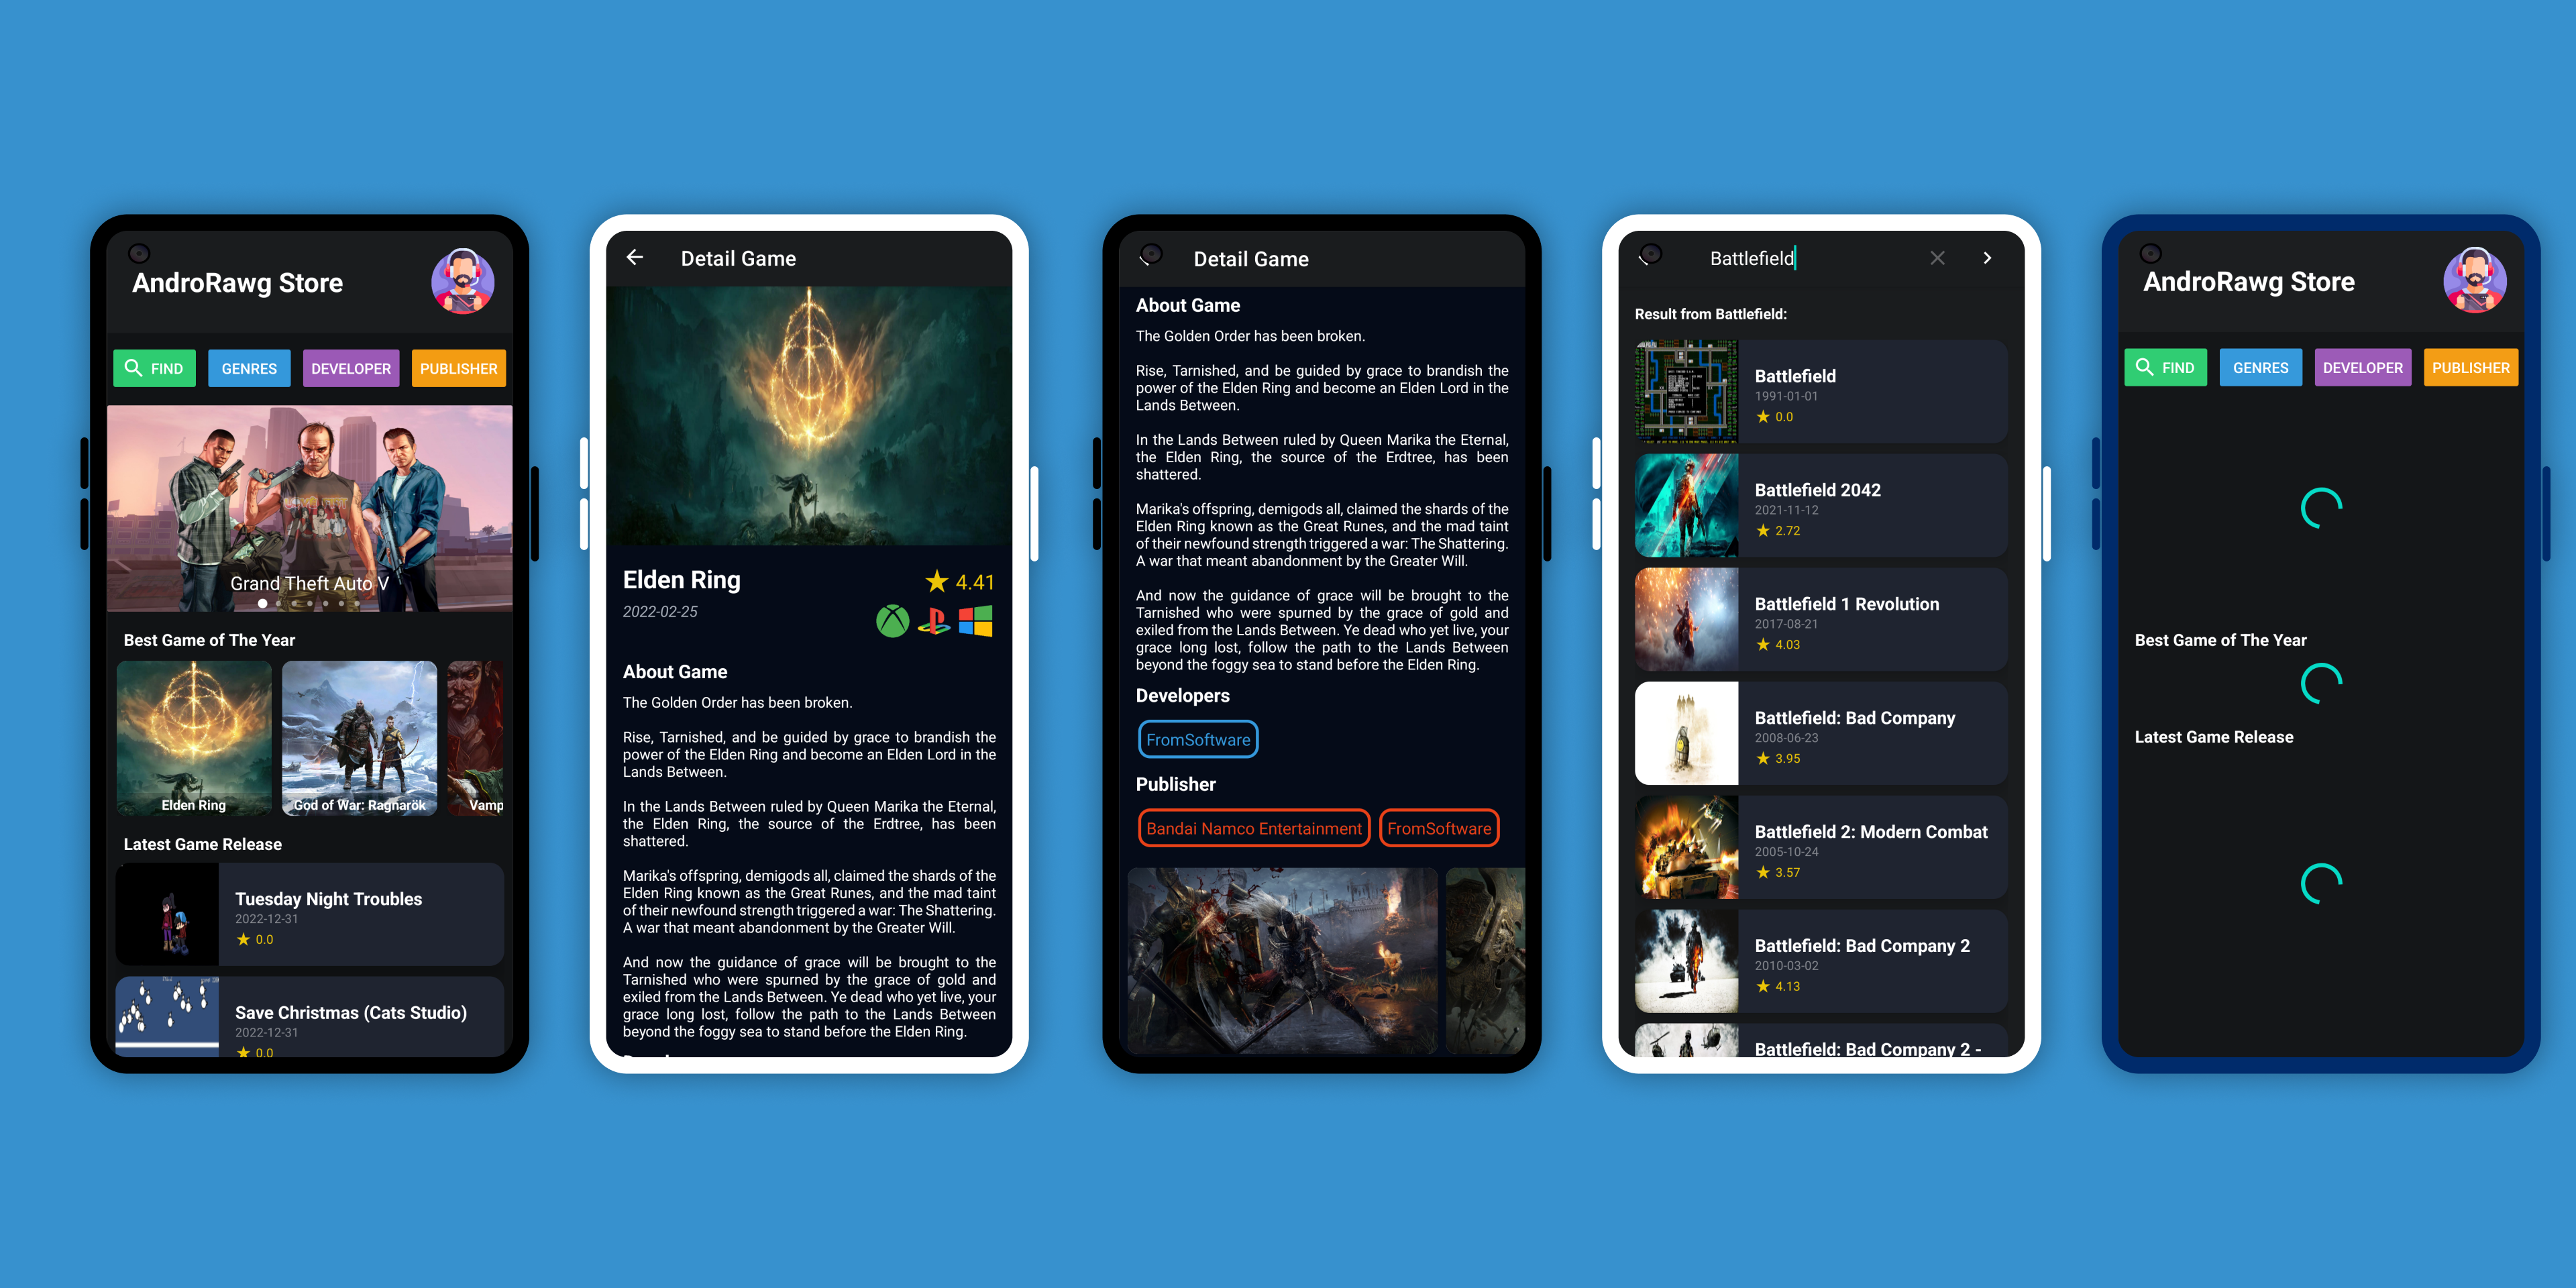 AndroRawg Store
FIND
GENRES
DEVELOPER
PUBLISHER
Grand Theft Auto V
Best Game of The Year
Elden Ring
God of War: Ragnarök
Vamp
Latest Game Release
Tuesday Night Troubles
2022-12-31
0.0
Save Christmas (Cats Studio)
2022-12-31
0.0
Detail Game
Elden Ring
4.41
2022-02-25
About Game
The Golden Order has been broken.
Rise, Tarnished, and be guided by grace to brandish the
power of the Elden Ring and become an Elden Lord in the
Lands Between.
In the Lands Between ruled by Queen Marika the Eternal,
the Elden Ring, the source of the Erdtree, has been
shattered.
Marika's offspring, demigods all, claimed the shards of the
Elden Ring known as the Great Runes, and the mad taint
of their newfound strength triggered a war: The Shattering.
A war that meant abandonment by the Greater Will.
And now the guidance of grace will be brought to the
Tarnished who were spurned by the grace of gold and
exiled from the Lands Between. Ye dead who yet live, your
grace long lost, follow the path to the Lands Between
beyond the foggy sea to stand before the Elden Ring.
Detail Game
About Game
The Golden Order has been broken.
Rise, Tarnished, and be guided by grace to brandish the
power of the Elden Ring and become an Elden Lord in the
Lands Between.
In the Lands Between ruled by Queen Marika the Eternal,
the Elden Ring, the source of the Erdtree, has been
shattered.
Marika's offspring, demigods all, claimed the shards of the
Elden Ring known as the Great Runes, and the mad taint
of their newfound strength triggered a war: The Shattering.
A war that meant abandonment by the Greater Will.
And now the guidance of grace will be brought to the
Tarnished who were spurned by the grace of gold and
exiled from the Lands Between. Ye dead who yet live, your
grace long lost, follow the path to the Lands Between
beyond the foggy sea to stand before the Elden Ring.
Developers
FromSoftware
Publisher
Bandai Namco Entertainment
FromSoftware
Battlefield
Result from Battlefield:
Battlefield
1991-01-01
0.0
Battlefield 2042
2021-11-12
2.72
Battlefield 1 Revolution
2017-08-21
4.03
Battlefield: Bad Company
2008-06-23
3.95
Battlefield 2: Modern Combat
2005-10-24
3.57
Battlefield: Bad Company 2
2010-03-02
4.13
Battlefield: Bad Company 2 -
AndroRawg Store
FIND
GENRES
DEVELOPER
PUBLISHER
Best Game of The Year
Latest Game Release